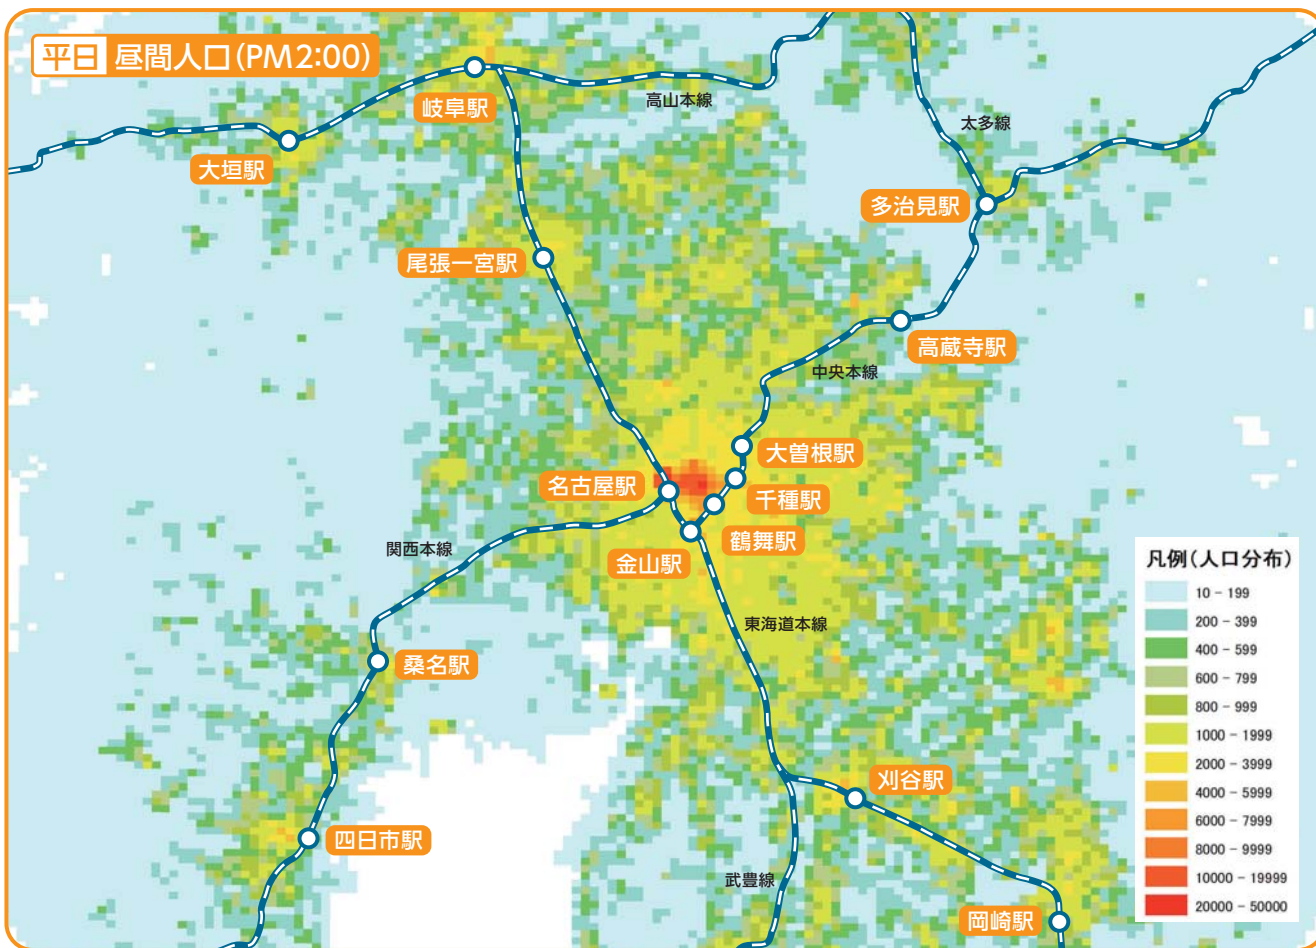 平日 昼間人口(PM2:00)
岐阜駅
高山本線
太多線
大垣駅
多治見駅
尾張一宮駅
高蔵寺駅
中央本線
大曽根駅
名古屋駅
千種駅
鶴舞駅
金山駅
関西本線
東海道本線
桑名駅
刈谷駅
四日市駅
武豊線
岡崎駅
凡例(人口分布)
10 - 199
200 - 399
400 - 599
600 - 799
800 - 999
1000 - 1999
2000 - 3999
4000 - 5999
6000 - 7999
8000 - 9999
10000 - 19999
20000 - 50000